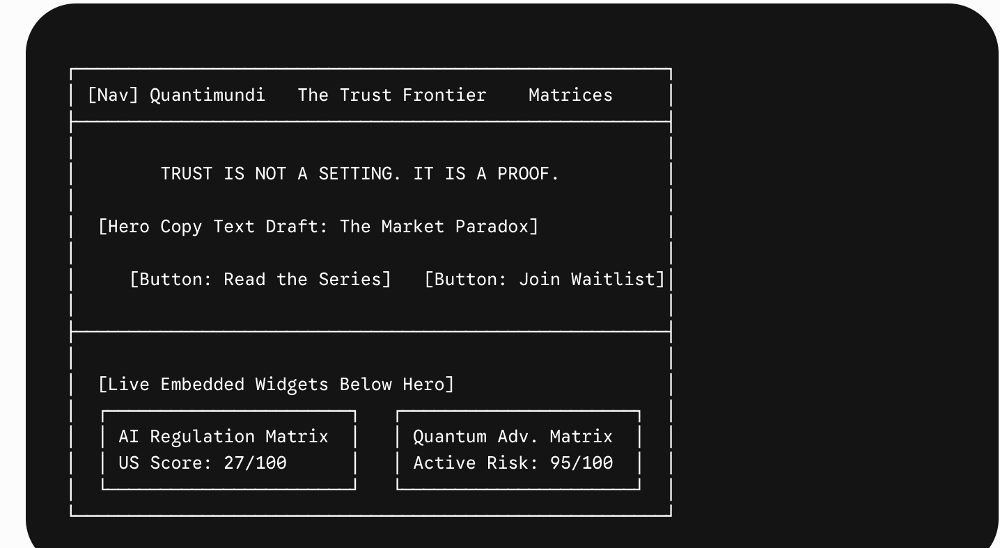 [Nav] Quantimundi   The Trust Frontier    Matrices
TRUST IS NOT A SETTING. IT IS A PROOF.
[Hero Copy Text Draft: The Market Paradox]
[Button: Read the Series]   [Button: Join Waitlist]
[Live Embedded Widgets Below Hero]
AI Regulation Matrix
US Score: 27/100
Quantum Adv. Matrix
Active Risk: 95/100